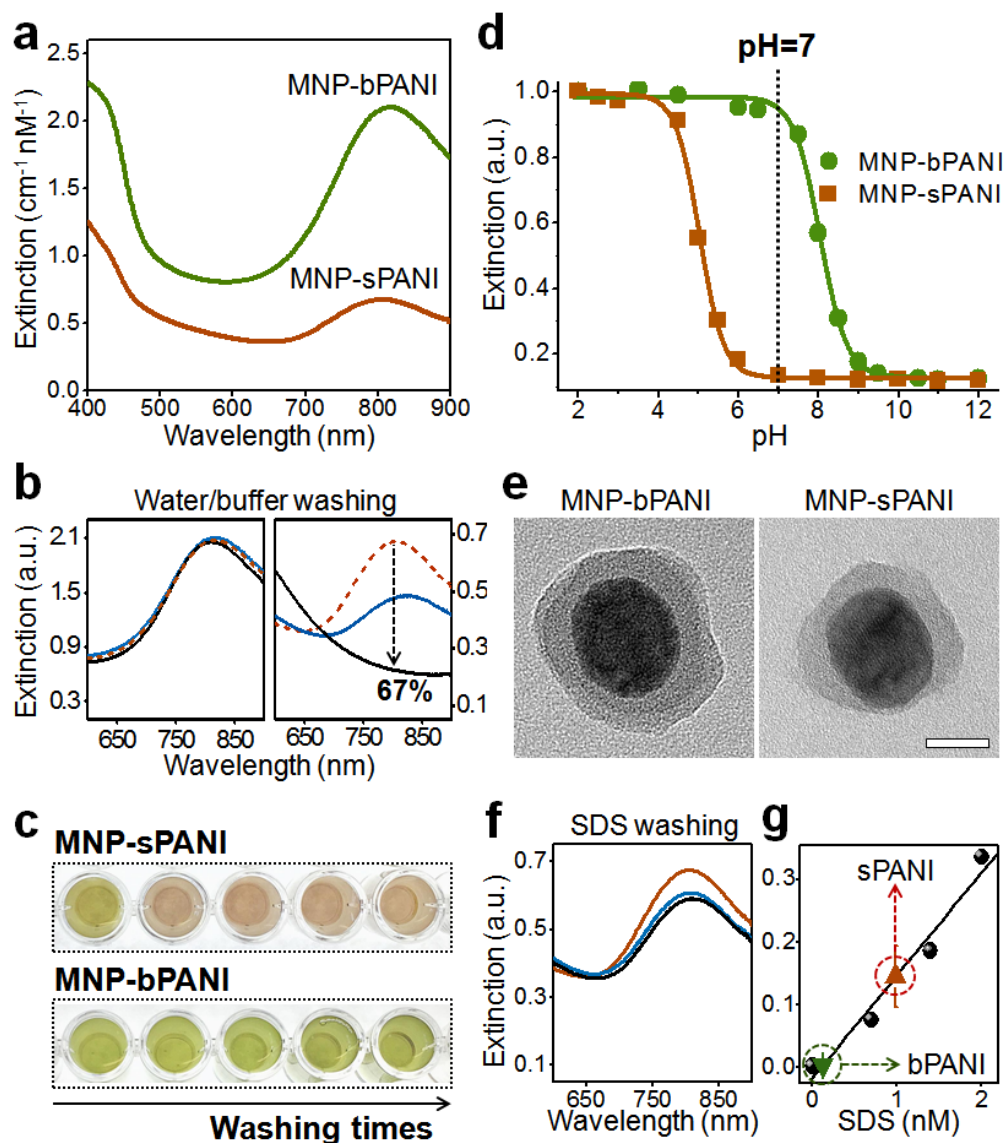 a
Extinction (cm⁻¹ nM⁻¹)
2.5
2.0
1.5
1.0
0.5
0.0
MNP-bPANI
MNP-sPANI
400 500 600 700 800 900
Wavelength (nm)
b
Water/buffer washing
Extinction (a.u.)
2.1
1.5
0.9
0.3
0.7
0.5
0.3
0.1
67%
650 750 850 650 750 850
Wavelength (nm)
c
MNP-sPANI
MNP-bPANI
Washing times
d
pH=7
Extinction (a.u.)
1.0
0.8
0.6
0.4
0.2
MNP-bPANI
MNP-sPANI
2 4 6 8 10 12
pH
e
MNP-bPANI MNP-sPANI
f
SDS washing
Extinction (a.u.)
0.7
0.5
0.3
0.1
650 750 850
Wavelength (nm)
g
0.3
0.2
0.1
0.0
sPANI
bPANI
0 1 2
SDS (nM)